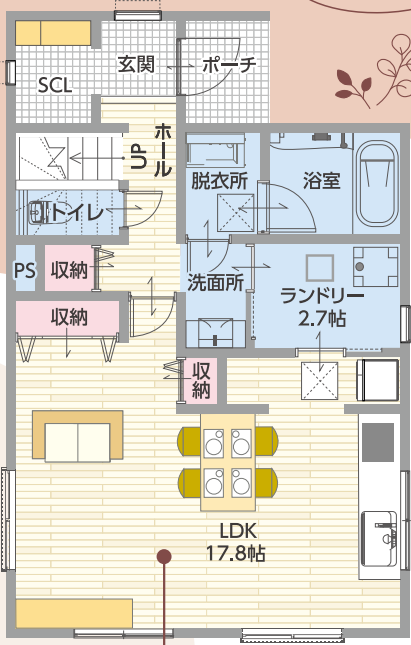 玄関
ポーチ
SCL
ホール
UP
脱衣所
浴室
トイレ
PS
収納
洗面所
ランドリー
2.7帖
収納
収納
LDK
17.8帖